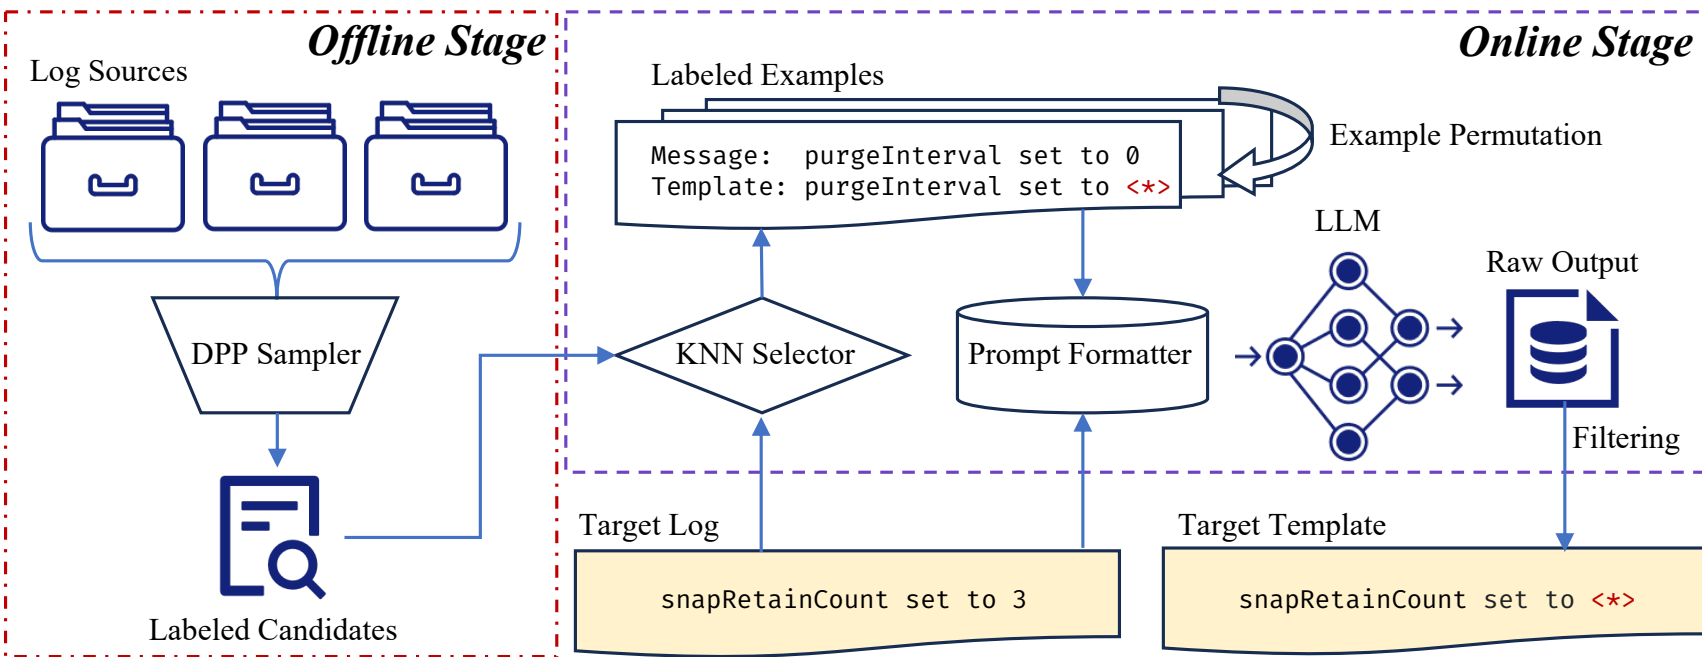 Offline Stage
Log Sources
DPP Sampler
Labeled Candidates
Online Stage
Labeled Examples
Message:  purgeInterval set to 0
Template: purgeInterval set to <*>
Example Permutation
KNN Selector
Prompt Formatter
LLM
Raw Output
Filtering
Target Log
snapRetainCount set to 3
Target Template
snapRetainCount set to <*>